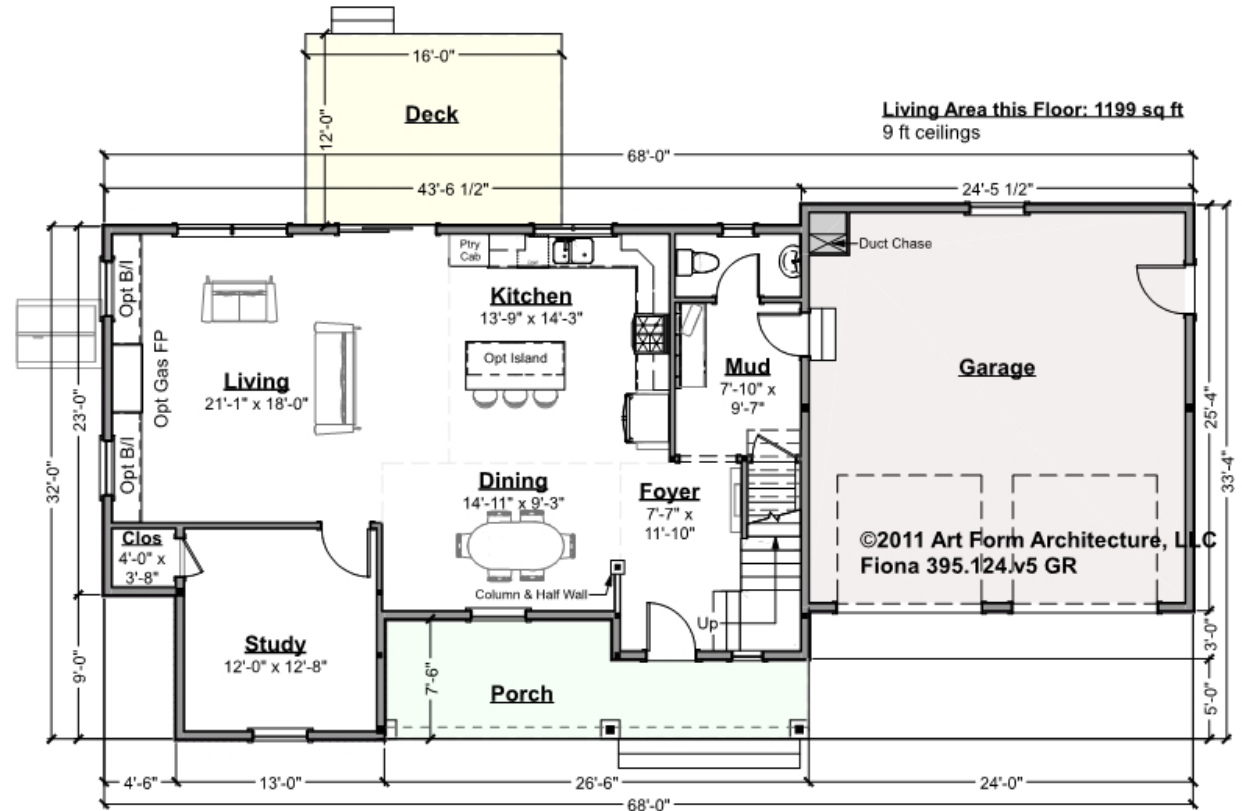 16'-0"
Deck
12'-0"
Living Area this Floor: 1199 sq ft
9 ft ceilings
68'-0"
43'-6 1/2"
24'-5 1/2"
Ptry
Cab
Duct Chase
Opt B/I
Kitchen
13'-9" x 14'-3"
Opt Island
Opt Gas FP
Living
21'-1" x 18'-0"
Mud
7'-10" x
9'-7"
Garage
23'-0"
32'-0"
25'-4"
33'-4"
Opt B/I
Dining
14'-11" x 9'-3"
Foyer
7'-7" x
11'-10"
Clos
4'-0" x
3'-8"
©2011 Art Form Architecture, LLC
Fiona 395.124.v5 GR
Column & Half Wall
Up
Study
12'-0" x 12'-8"
9'-0"
7'-6"
Porch
3'-0"
5'-0"
4'-6"
13'-0"
26'-6"
24'-0"
68'-0"